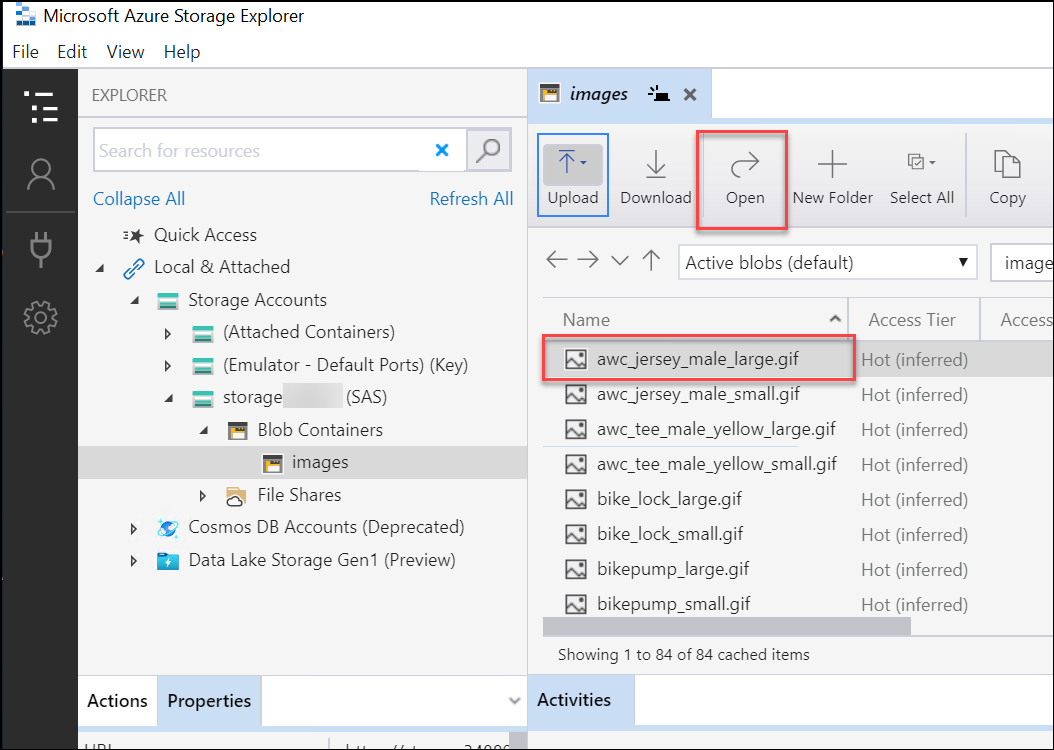 Microsoft Azure Storage Explorer
File Edit View Help
EXPLORER
Search for resources
Collapse All Refresh All
Quick Access
Local & Attached
Storage Accounts
(Attached Containers)
(Emulator - Default Ports) (Key)
storage (SAS)
Blob Containers
images
File Shares
Cosmos DB Accounts (Deprecated)
Data Lake Storage Gen1 (Preview)
Actions Properties
images
Upload Download Open New Folder Select All Copy
Active blobs (default)
Name Access Tier Access
awc_jersey_male_large.gif Hot (inferred)
awc_jersey_male_small.gif Hot (inferred)
awc_tee_male_yellow_large.gif Hot (inferred)
awc_tee_male_yellow_small.gif Hot (inferred)
bike_lock_large.gif Hot (inferred)
bike_lock_small.gif Hot (inferred)
bikepump_large.gif Hot (inferred)
bikepump_small.gif Hot (inferred)
Showing 1 to 84 of 84 cached items
Activities